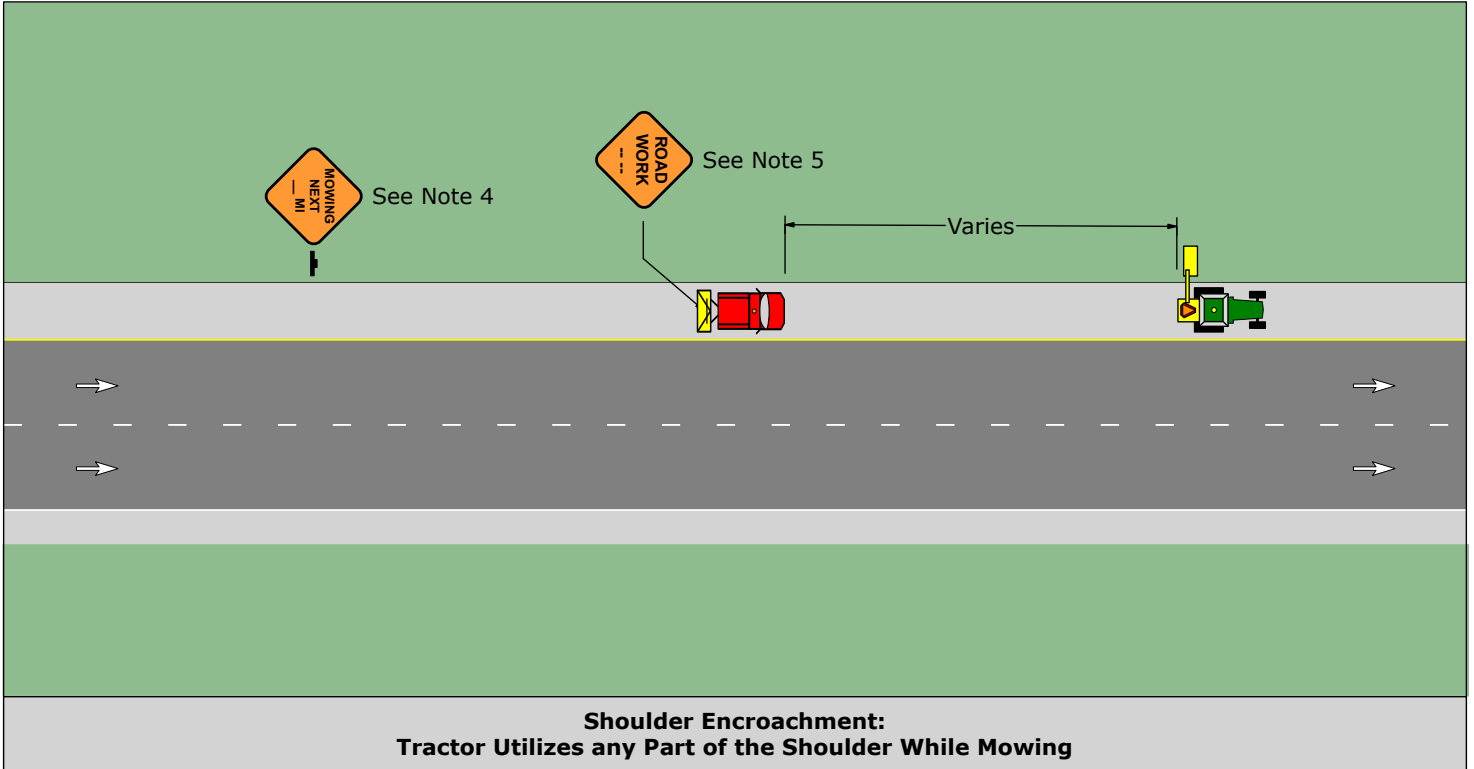 MOWING
NEXT
__ MI
See Note 4
ROAD
WORK
-- --
See Note 5
Varies
Shoulder Encroachment:
Tractor Utilizes any Part of the Shoulder While Mowing